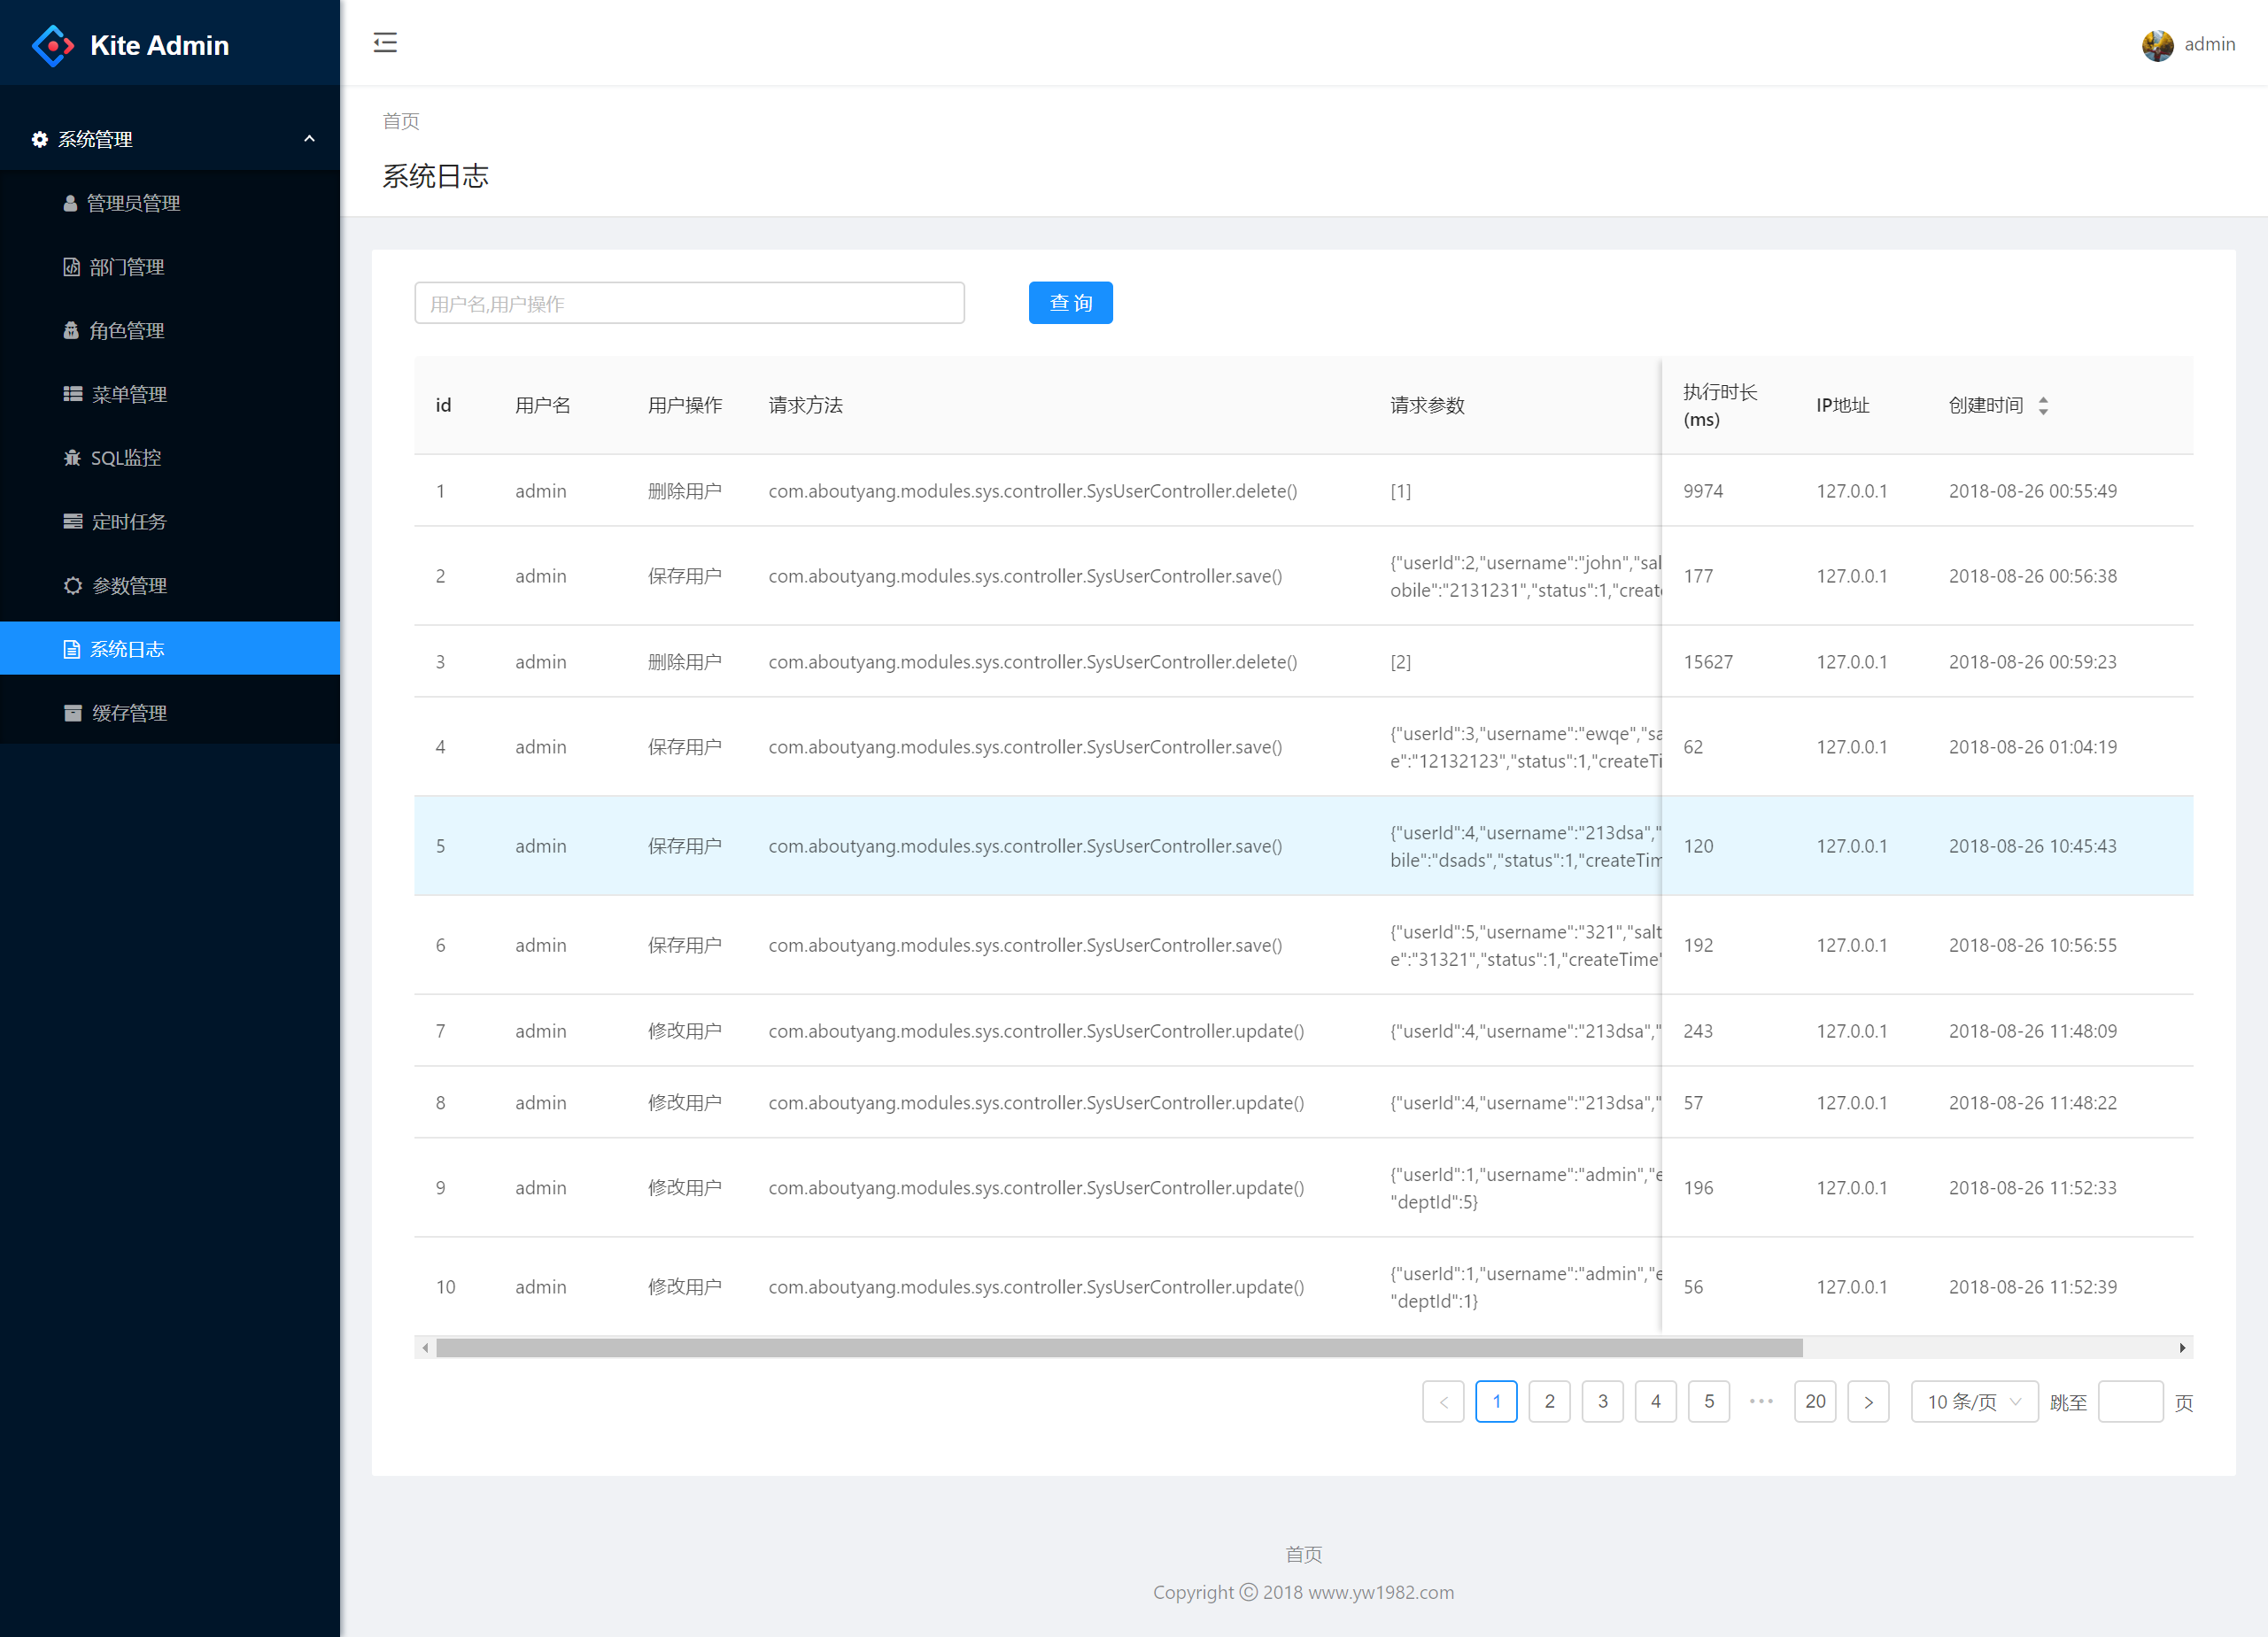 Kite Admin
admin
系统管理
管理员管理
部门管理
角色管理
菜单管理
SQL监控
定时任务
参数管理
系统日志
缓存管理
首页
系统日志
用户名,用户操作
查 询
id 用户名 用户操作 请求方法 请求参数 执行时长(ms) IP地址 创建时间
1 admin 删除用户 com.aboutyang.modules.sys.controller.SysUserController.delete() [1] 9974 127.0.0.1 2018-08-26 00:55:49
2 admin 保存用户 com.aboutyang.modules.sys.controller.SysUserController.save() {"userId":2,"username":"john","sal
obile":"2131231","status":1,"create 177 127.0.0.1 2018-08-26 00:56:38
3 admin 删除用户 com.aboutyang.modules.sys.controller.SysUserController.delete() [2] 15627 127.0.0.1 2018-08-26 00:59:23
4 admin 保存用户 com.aboutyang.modules.sys.controller.SysUserController.save() {"userId":3,"username":"ewqe","sa
e":"12132123","status":1,"createTi 62 127.0.0.1 2018-08-26 01:04:19
5 admin 保存用户 com.aboutyang.modules.sys.controller.SysUserController.save() {"userId":4,"username":"213dsa","
bile":"dsads","status":1,"createTim 120 127.0.0.1 2018-08-26 10:45:43
6 admin 保存用户 com.aboutyang.modules.sys.controller.SysUserController.save() {"userId":5,"username":"321","salt
e":"31321","status":1,"createTime" 192 127.0.0.1 2018-08-26 10:56:55
7 admin 修改用户 com.aboutyang.modules.sys.controller.SysUserController.update() {"userId":4,"username":"213dsa"," 243 127.0.0.1 2018-08-26 11:48:09
8 admin 修改用户 com.aboutyang.modules.sys.controller.SysUserController.update() {"userId":4,"username":"213dsa"," 57 127.0.0.1 2018-08-26 11:48:22
9 admin 修改用户 com.aboutyang.modules.sys.controller.SysUserController.update() {"userId":1,"username":"admin","e
"deptId":5} 196 127.0.0.1 2018-08-26 11:52:33
10 admin 修改用户 com.aboutyang.modules.sys.controller.SysUserController.update() {"userId":1,"username":"admin","e
"deptId":1} 56 127.0.0.1 2018-08-26 11:52:39
< 1 2 3 4 5 ••• 20 > 10 条/页 跳至 页
首页
Copyright © 2018 www.yw1982.com